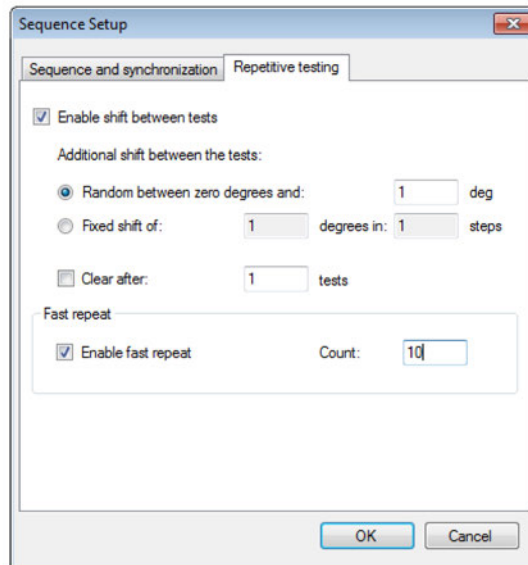 Sequence Setup
Sequence and synchronization Repetitive testing
Enable shift between tests
Additional shift between the tests:
Random between zero degrees and: 1 deg
Fixed shift of: 1 degrees in: 1 steps
Clear after: 1 tests
Fast repeat
Enable fast repeat Count: 10
OK Cancel